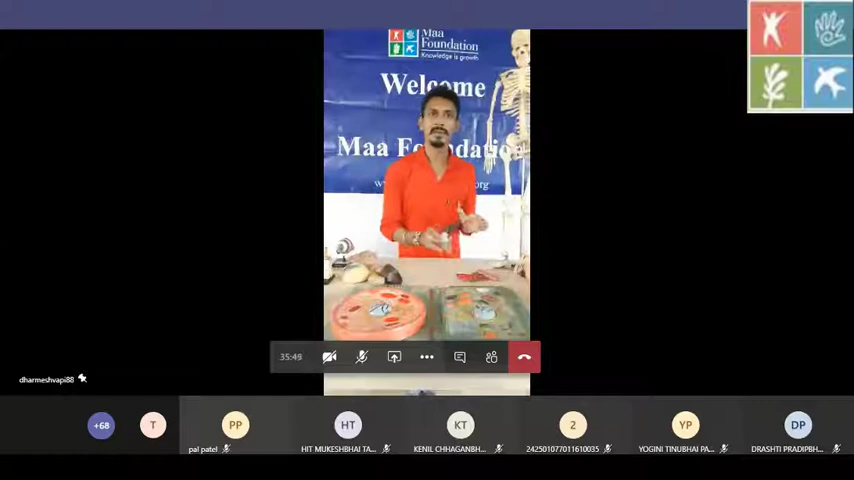 Maa
Foundation
Knowledge is growth
Welcome
Maa
35:49
dharmeshvapi88
+68
T
PP
HT
KT
2
YP
DP
pal patel
HIT MUKESHBHAI TA...
KENIL CHHAGANBH...
242501077011610035
YOGINI TINUBHAI PA...
DRASHTI PRADIPBH...